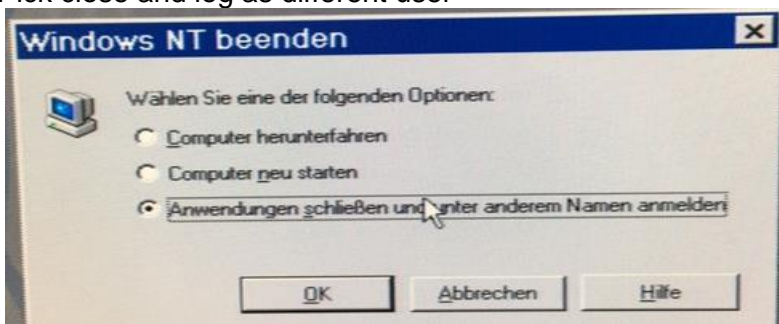 Windows NT beenden
Wählen Sie eine der folgenden Optionen:
Computer herunterfahren
Computer neu starten
Anwendungen schließen und unter anderem Namen anmelden
OK Abbrechen Hilfe